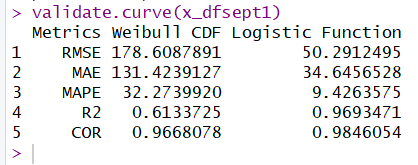 > validate.curve(x_dfsept1)
Metrics Weibull CDF Logistic Function
1 RMSE 178.6087891 50.2912495
2 MAE 131.4239127 34.6456528
3 MAPE 32.2739920 9.4263575
4 R2 0.6133725 0.9693471
5 COR 0.9668078 0.9846054
>